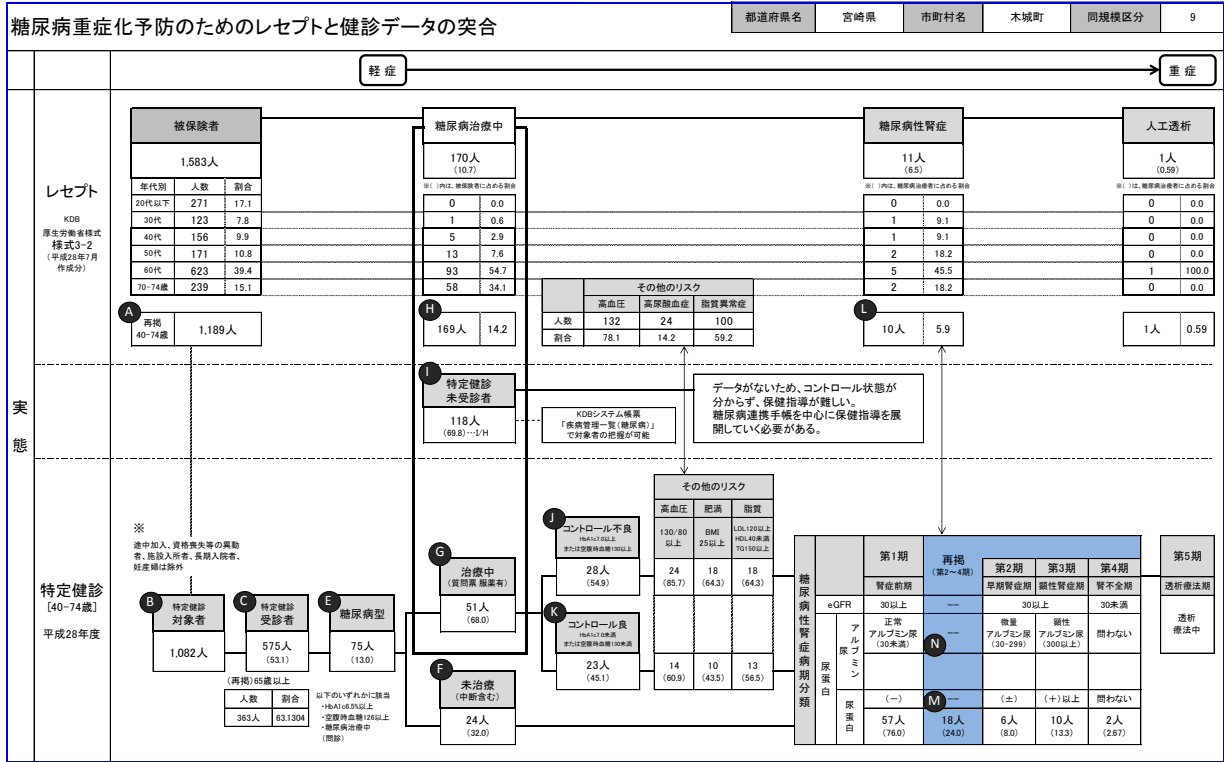 糖尿病重症化予防のためのレセプトと健診データの突合
都道府県名 宮崎県 市町村名 木城町 同規模区分 9
軽症 重症
実態
レセプト
KDB
厚生労働省様式
様式3-2
(平成28年7月
作成分)
被保険者
1,583人
年代別 人数 割合
20代以下 271 17.1
30代 123 7.8
40代 156 9.9
50代 171 10.8
60代 623 39.4
70-74歳 239 15.1
A
再掲
40-74歳
1,189人
糖尿病治療中
170人
(10.7)
※( )内は、被保険者に占める割合
0 0.0
1 0.6
5 2.9
13 7.6
93 54.7
58 34.1
H
169人 14.2
その他のリスク
高血圧 高尿酸血症 脂質異常症
人数 132 24 100
割合 78.1 14.2 59.2
糖尿病性腎症
11人
(6.5)
※( )内は、糖尿病治療者に占める割合
0 0.0
1 9.1
1 9.1
2 18.2
5 45.5
2 18.2
L
10人 5.9
人工透析
1人
(0.59)
※( )は、糖尿病治療者に占める割合
0 0.0
0 0.0
0 0.0
0 0.0
1 100.0
0 0.0
1人 0.59
I
特定健診
未受診者
118人
(69.8)…I/H
KDBシステム帳票
「疾病管理一覧(糖尿病)」
で対象者の把握が可能
データがないため、コントロール状態が
分からず、保健指導が難しい。
糖尿病連携手帳を中心に保健指導を展
開していく必要がある。
特定健診
[40-74歳]
平成28年度
※
途中加入、資格喪失等の異動
者、施設入所者、長期入院者、
妊産婦は除外
B
特定健診
対象者
1,082人
C
特定健診
受診者
575人
(53.1)
(再掲)65歳以上
人数 割合
363人 63.1304
E
糖尿病型
75人
(13.0)
以下のいずれかに該当
・HbA1c6.5%以上
・空腹時血糖126以上
・糖尿病治療中
(問診)
G
治療中
(質問票 服薬有)
51人
(68.0)
F
未治療
(中断含む)
24人
(32.0)
J
コントロール不良
HbA1c7.0以上
または空腹時血糖130以上
28人
(54.9)
K
コントロール良
HbA1c7.0未満
または空腹時血糖130未満
23人
(45.1)
その他のリスク
高血圧 肥満 脂質
130/80
以上
BMI
25以上
LDL120以上
HDL40未満
TG150以上
24 18 18
(85.7) (64.3) (64.3)
14 10 13
(60.9) (43.5) (56.5)
糖尿病性腎症病期分類
第1期 再掲
(第2~4期)
第2期 第3期 第4期
腎症前期 早期腎症期 顕性腎症期 腎不全期
eGFR 30以上 -- 30以上 30未満
尿蛋白
尿アルブミン
正常
アルブミン尿
(30未満)
--
N
微量
アルブミン尿
(30-299)
顕性
アルブミン尿
(300以上)
問わない
尿蛋白
(-) M -- (±) (+)以上 問わない
57人 18人 6人 10人 2人
(76.0) (24.0) (8.0) (13.3) (2.67)
第5期
透析療法期
透析
療法中